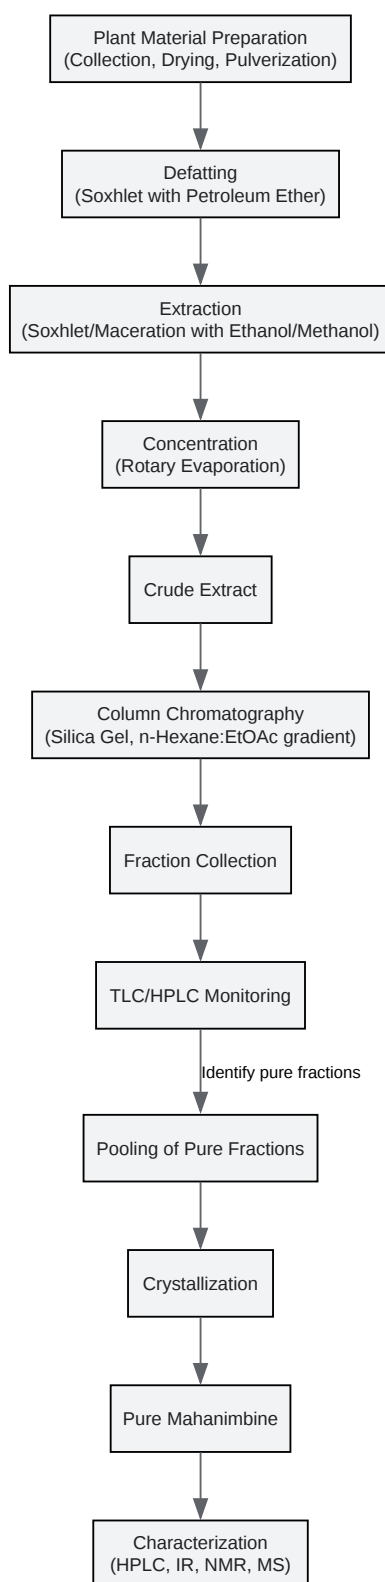 Plant Material Preparation
(Collection, Drying, Pulverization)
Defatting
(Soxhlet with Petroleum Ether)
Extraction
(Soxhlet/Maceration with Ethanol/Methanol)
Concentration
(Rotary Evaporation)
Crude Extract
Column Chromatography
(Silica Gel, n-Hexane:EtOAc gradient)
Fraction Collection
TLC/HPLC Monitoring
Identify pure fractions
Pooling of Pure Fractions
Crystallization
Pure Mahanimbine
Characterization
(HPLC, IR, NMR, MS)